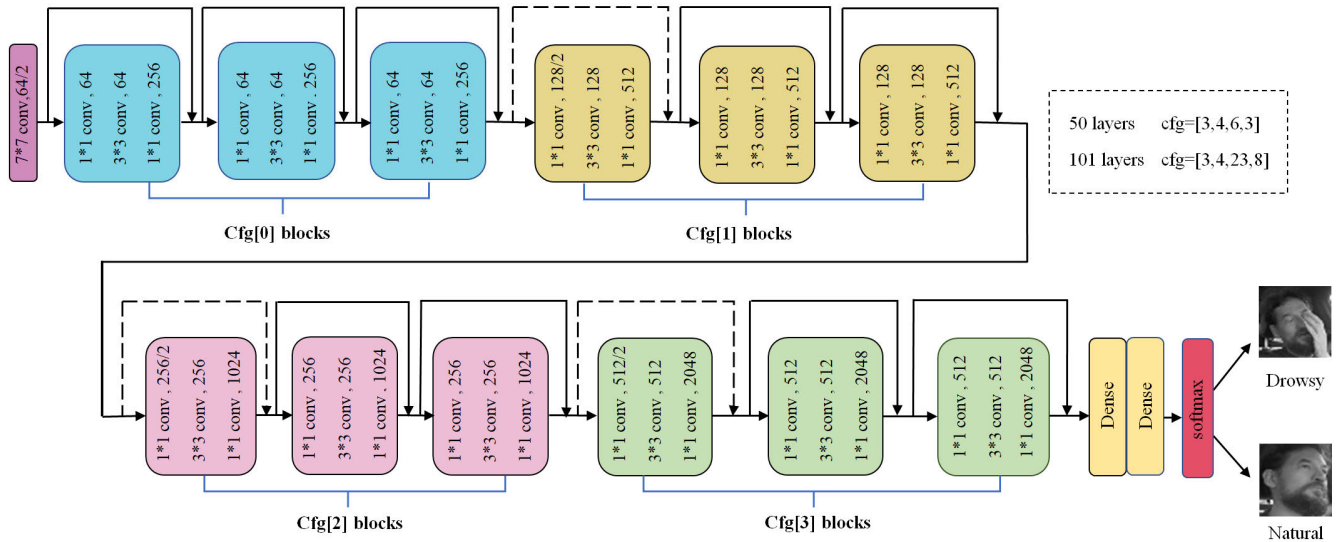 7*7 conv,64/2
1*1 conv , 64
3*3 conv , 64
1*1 conv , 256
1*1 conv , 64
3*3 conv , 64
1*1 conv . 256
1*1 conv , 64
3*3 conv , 64
1*1 conv , 256
1*1 conv , 128/2
3*3 conv , 128
1*1 conv , 512
1*1 conv , 128
3*3 conv , 128
1*1 conv , 512
1*1 conv , 128
3*3 conv , 128
1*1 conv , 512
Cfg[0] blocks
Cfg[1] blocks
50 layers cfg=[3,4,6,3]
101 layers cfg=[3,4,23,8]
1*1 conv , 256/2
3*3 conv , 256
1*1 conv , 1024
1*1 conv , 256
3*3 conv , 256
1*1 conv . 1024
1*1 conv , 256
3*3 conv , 256
1*1 conv , 1024
1*1 conv , 512/2
3*3 conv , 512
1*1 conv , 2048
1*1 conv , 512
3*3 conv , 512
1*1 conv , 2048
1*1 conv , 512
3*3 conv , 512
1*1 conv , 2048
Dense
Dense
softmax
Drowsy
Natural
Cfg[2] blocks
Cfg[3] blocks